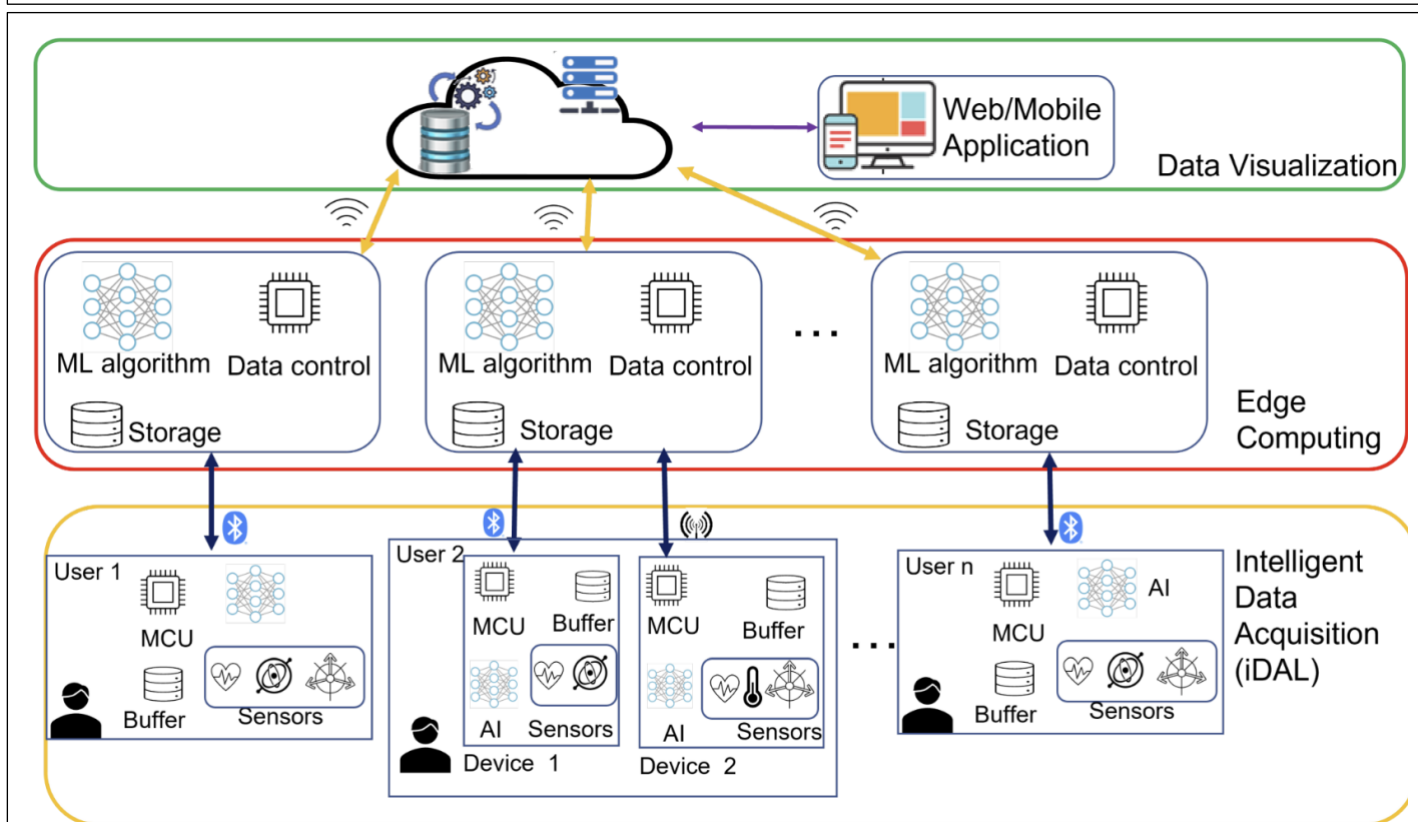 Web/Mobile
Application
Data Visualization
ML algorithm
Data control
Storage
ML algorithm
Data control
Storage
...
ML algorithm
Data control
Storage
Edge
Computing
User 1
MCU
Buffer
Sensors
User 2
MCU
Buffer
AI
Sensors
Device 1
MCU
Buffer
AI
Sensors
Device 2
...
User n
MCU
AI
Buffer
Sensors
Intelligent
Data
Acquisition
(iDAL)